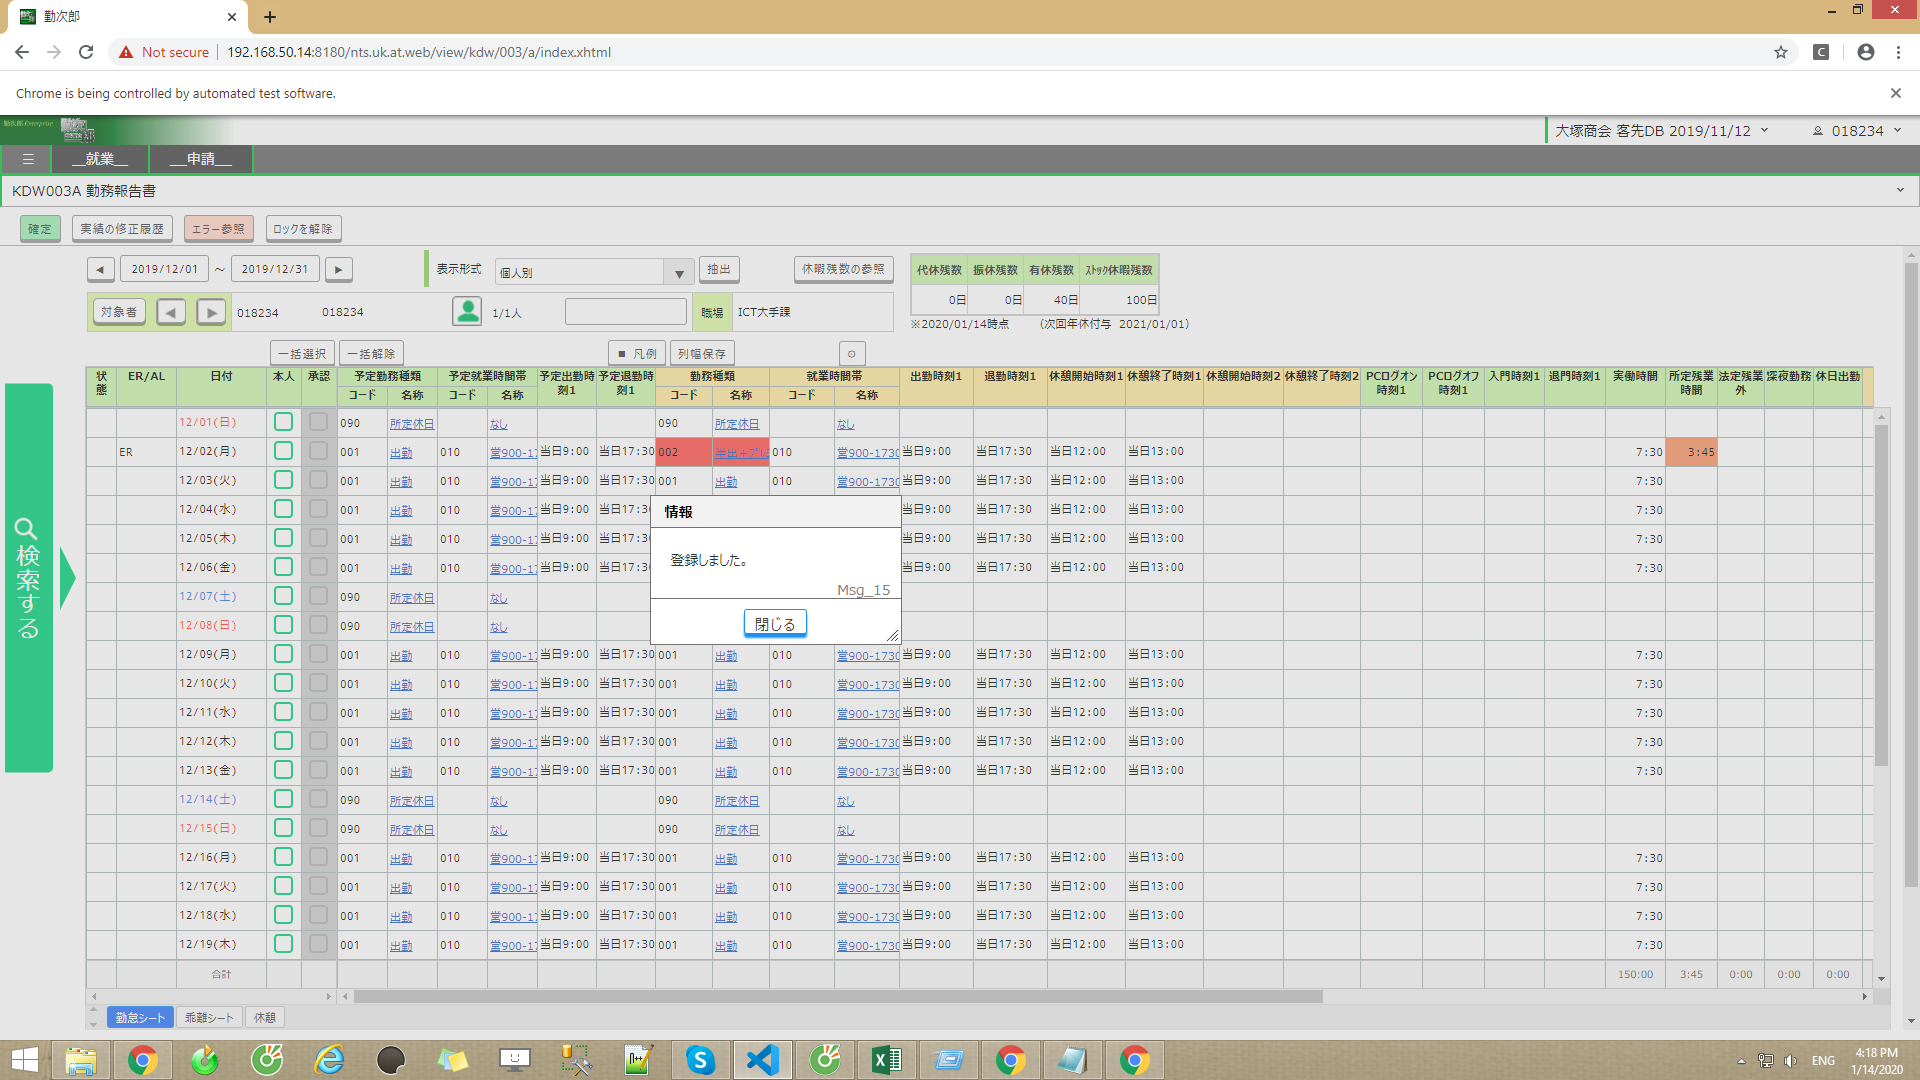 勤次郎
Not secure 192.168.50.14:8180/nts.uk.at.web/view/kdw/003/a/index.xhtml
Chrome is being controlled by automated test software.
大塚商会 客先DB 2019/11/12 018234
__就業__ __申請__
KDW003A 勤務報告書
確定 実績の修正履歴 エラー参照 ロックを解除
2019/12/01 ～ 2019/12/31 表示形式 個人別 抽出 休暇残数の参照
代休残数 振休残数 有休残数 ｽﾄｯｸ休暇残数
0日 0日 40日 100日
対象者 018234 018234 1/1人 職場 ICT大手課
※2020/01/14時点 （次回年休付与 2021/01/01）
一括選択 一括解除 ■ 凡例 列幅保存
状態 ER/AL 日付 本人 承認 予定勤務種類 予定就業時間帯 予定出勤時刻1 予定退勤時刻1 勤務種類 就業時間帯 出勤時刻1 退勤時刻1 休憩開始時刻1 休憩終了時刻1 休憩開始時刻2 休憩終了時刻2 PCログオン時刻1 PCログオフ時刻1 入門時刻1 退門時刻1 実働時間 所定残業時間 法定残業外 深夜勤務 休日出勤
コード 名称 コード 名称 コード 名称 コード 名称
12/01(日) 090 所定休日 なし 090 所定休日 なし
ER 12/02(月) 001 出勤 010 営900-17 当日9:00 当日17:30 002 010 営900-1730 当日9:00 当日17:30 当日12:00 当日13:00 7:30 3:45
12/03(火) 001 出勤 010 営900-17 当日9:00 当日17:30 001 出勤 010 営900-1730 当日9:00 当日17:30 当日12:00 当日13:00 7:30
12/04(水) 001 出勤 010 営900-17 当日9:00 当日17:3 当日9:00 当日17:30 当日12:00 当日13:00 7:30
12/05(木) 001 出勤 010 営900-17 当日9:00 当日17:3 当日9:00 当日17:30 当日12:00 当日13:00 7:30
12/06(金) 001 出勤 010 営900-17 当日9:00 当日17:3 当日9:00 当日17:30 当日12:00 当日13:00 7:30
12/07(土) 090 所定休日 なし
12/08(日) 090 所定休日 なし
情報
登録しました。
Msg_15
閉じる
12/09(月) 001 出勤 010 営900-17 当日9:00 当日17:30 001 出勤 010 営900-1730 当日9:00 当日17:30 当日12:00 当日13:00 7:30
12/10(火) 001 出勤 010 営900-17 当日9:00 当日17:30 001 出勤 010 営900-1730 当日9:00 当日17:30 当日12:00 当日13:00 7:30
12/11(水) 001 出勤 010 営900-17 当日9:00 当日17:30 001 出勤 010 営900-1730 当日9:00 当日17:30 当日12:00 当日13:00 7:30
12/12(木) 001 出勤 010 営900-17 当日9:00 当日17:30 001 出勤 010 営900-1730 当日9:00 当日17:30 当日12:00 当日13:00 7:30
12/13(金) 001 出勤 010 営900-17 当日9:00 当日17:30 001 出勤 010 営900-1730 当日9:00 当日17:30 当日12:00 当日13:00 7:30
12/14(土) 090 所定休日 なし 090 所定休日 なし
12/15(日) 090 所定休日 なし 090 所定休日 なし
12/16(月) 001 出勤 010 営900-17 当日9:00 当日17:30 001 出勤 010 営900-1730 当日9:00 当日17:30 当日12:00 当日13:00 7:30
12/17(火) 001 出勤 010 営900-17 当日9:00 当日17:30 001 出勤 010 営900-1730 当日9:00 当日17:30 当日12:00 当日13:00 7:30
12/18(水) 001 出勤 010 営900-17 当日9:00 当日17:30 001 出勤 010 営900-1730 当日9:00 当日17:30 当日12:00 当日13:00 7:30
12/19(木) 001 出勤 010 営900-17 当日9:00 当日17:30 001 出勤 010 営900-1730 当日9:00 当日17:30 当日12:00 当日13:00 7:30
合計 150:00 3:45 0:00 0:00 0:00
検索する
勤怠シート 乖離シート 休憩
ENG 4:18 PM
1/14/2020